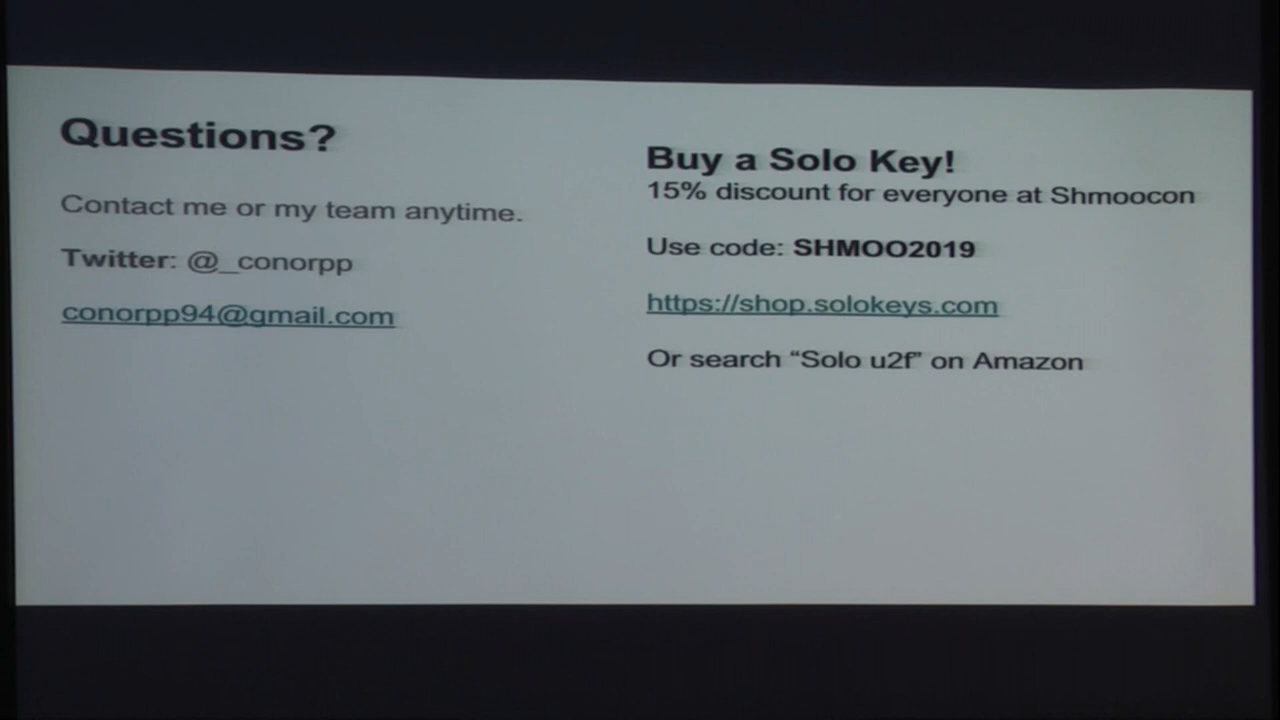 Questions?
Contact me or my team anytime.
Twitter: @_conorpp
conorpp94@gmail.com
Buy a Solo Key!
15% discount for everyone at Shmoocon
Use code: SHMOO2019
https://shop.solokeys.com
Or search “Solo u2f” on Amazon